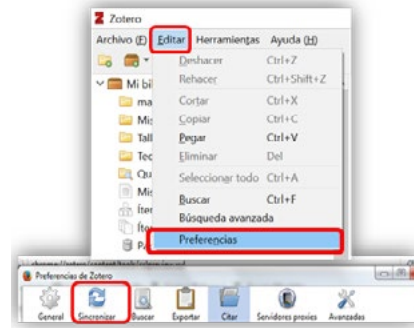 Zotero
Archivo (F) Editar Herramientas Ayuda (H)
Deshacer Ctrl+Z
Rehacer Ctrl+Shift+Z
Mi bi
ma
Cortar Ctrl+X
Mis
Copiar Ctrl+C
Tall
Pegar Ctrl+V
Tec
Eliminar Del
Qu
Seleccionar todo Ctrl+A
Mis
Buscar Ctrl+F
Íter
Búsqueda avanzada
Preferencias
Preferencias de Zotero
General Sincronizar Buscar Exportar Citar Servidores proxies Avanzadas